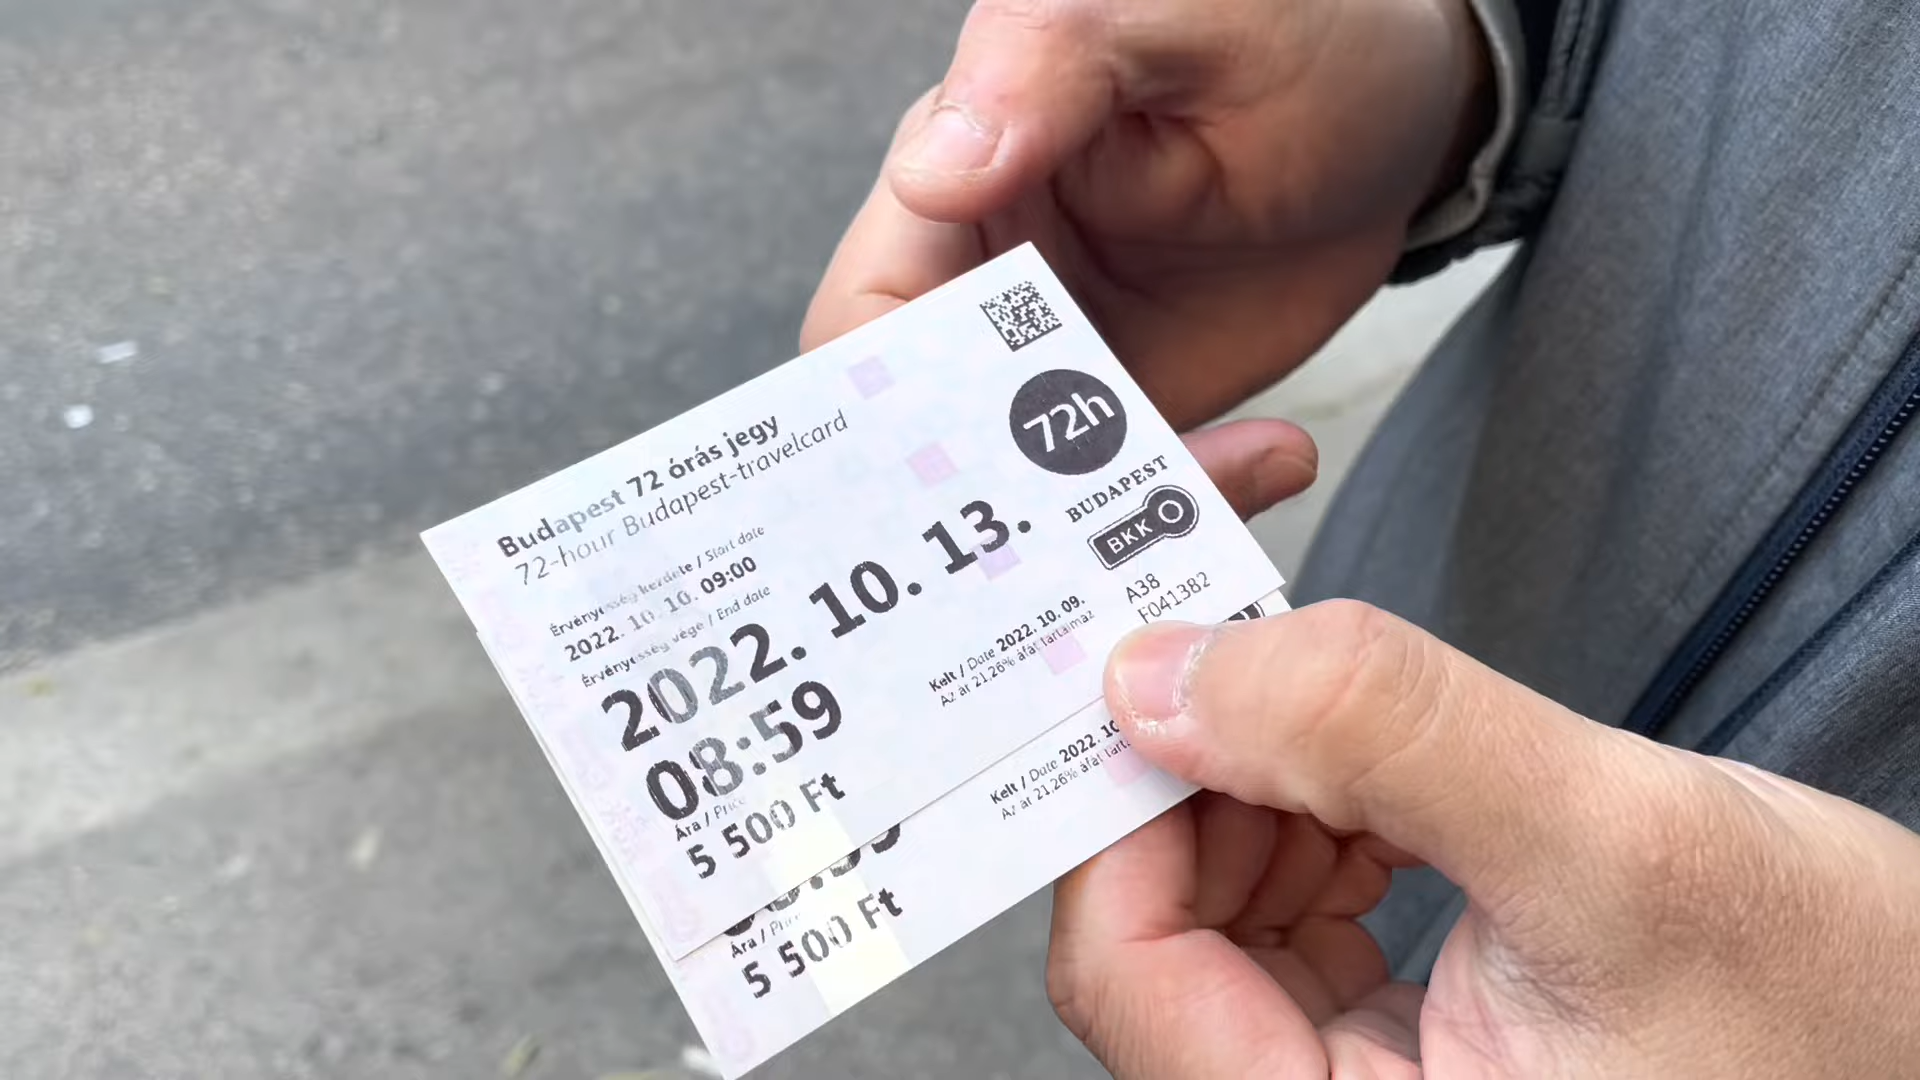 Budapest 72 órás jegy
72-hour Budapest-travelcard
Érvényesség kezdete / Start date
2022. 10. 10. 09:00
Érvényesség vége / End date
2022. 10. 13.
08:59
Ára / Price
5 500 Ft
72h
BUDAPEST
BKK
A38
F041382
Kelt / Date 2022. 10. 09.
Az ár 21,26% áfát tartalmaz
Kelt / Date 2022. 10
Az ár 21,26% áfát
Ára / Price
5 500 Ft